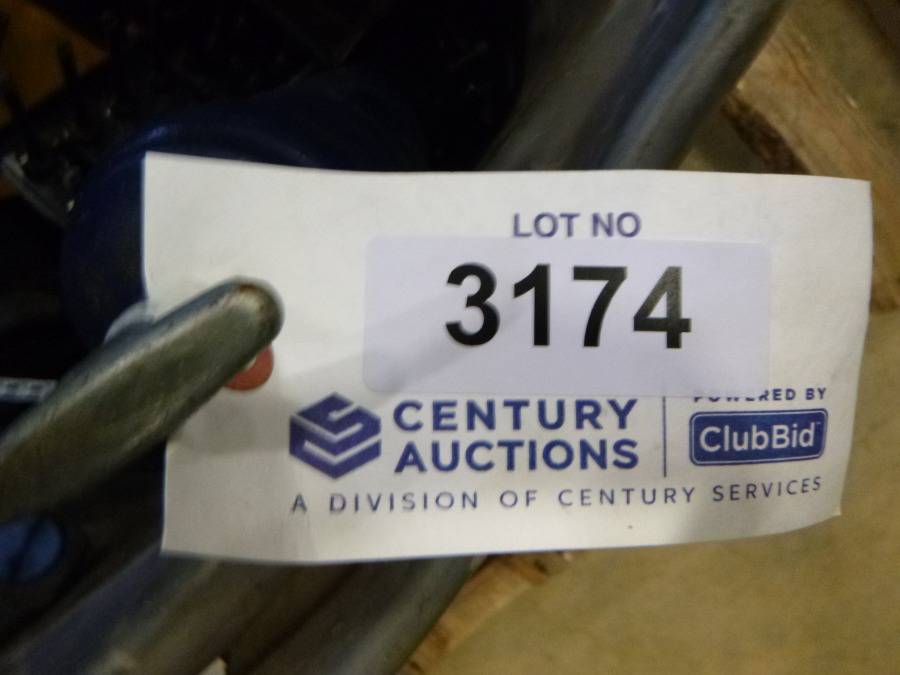 LOT NO
3174
CENTURY
AUCTIONS
POWERED BY
ClubBid
A DIVISION OF CENTURY SERVICES